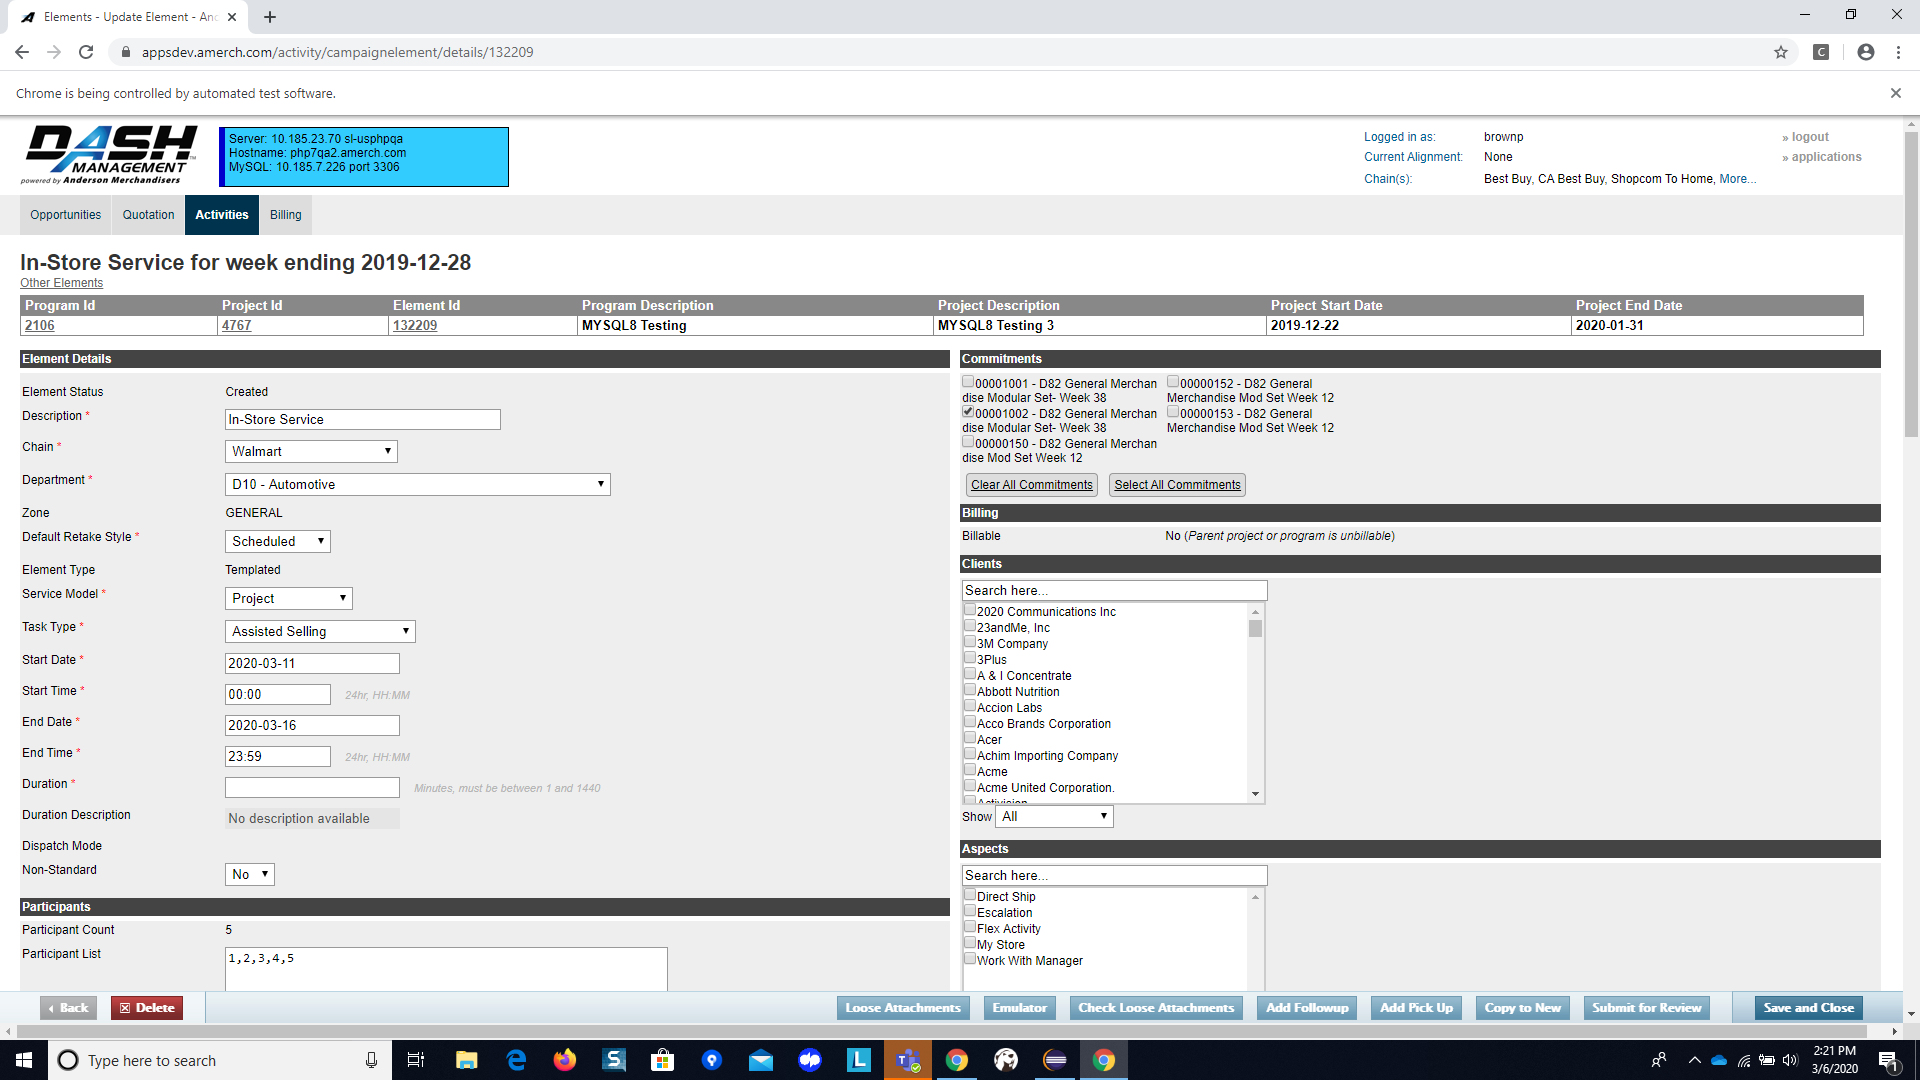 Elements - Update Element - And
appsdev.amerch.com/activity/campaignelement/details/132209
C
Chrome is being controlled by automated test software.
DASH
MANAGEMENT
powered by Anderson Merchandisers
Server: 10.185.23.70 sl-usphpqa
Hostname: php7qa2.amerch.com
MySQL: 10.185.7.226 port 3306
Logged in as: brownp
Current Alignment: None
Chain(s): Best Buy, CA Best Buy, Shopcom To Home, More...
» logout
» applications
Opportunities Quotation Activities Billing
In-Store Service for week ending 2019-12-28
Other Elements
Program Id Project Id Element Id Program Description Project Description Project Start Date Project End Date
2106 4767 132209 MYSQL8 Testing MYSQL8 Testing 3 2019-12-22 2020-01-31
Element Details
Element Status Created
Description * In-Store Service
Chain * Walmart
Department * D10 - Automotive
Zone GENERAL
Default Retake Style * Scheduled
Element Type Templated
Service Model * Project
Task Type * Assisted Selling
Start Date * 2020-03-11
Start Time * 00:00 24hr, HH:MM
End Date * 2020-03-16
End Time * 23:59 24hr, HH:MM
Duration * Minutes, must be between 1 and 1440
Duration Description No description available
Dispatch Mode
Non-Standard No
Participants
Participant Count 5
Participant List 1,2,3,4,5
Commitments
00001001 - D82 General Merchan
dise Modular Set- Week 38
00000152 - D82 General
Merchandise Mod Set Week 12
00001002 - D82 General Merchan
dise Modular Set- Week 38
00000153 - D82 General
Merchandise Mod Set Week 12
00000150 - D82 General Merchan
dise Mod Set Week 12
Clear All Commitments Select All Commitments
Billing
Billable No (Parent project or program is unbillable)
Clients
Search here...
2020 Communications Inc
23andMe, Inc
3M Company
3Plus
A & I Concentrate
Abbott Nutrition
Accion Labs
Acco Brands Corporation
Acer
Achim Importing Company
Acme
Acme United Corporation.
Activision
Show All
Aspects
Search here...
Direct Ship
Escalation
Flex Activity
My Store
Work With Manager
Back Delete Loose Attachments Emulator Check Loose Attachments Add Followup Add Pick Up Copy to New Submit for Review Save and Close
Type here to search
2:21 PM
3/6/2020
1